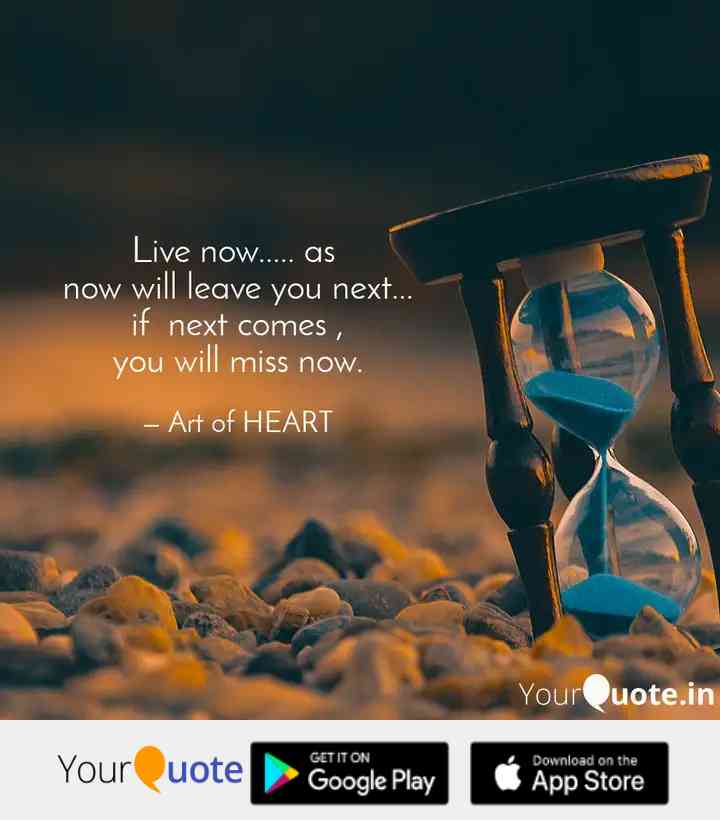 Live now..... as
now will leave you next...
if next comes ,
you will miss now.
– Art of HEART
YourQuote.in
YourQuote
GET IT ON
Google Play
Download on the
App Store